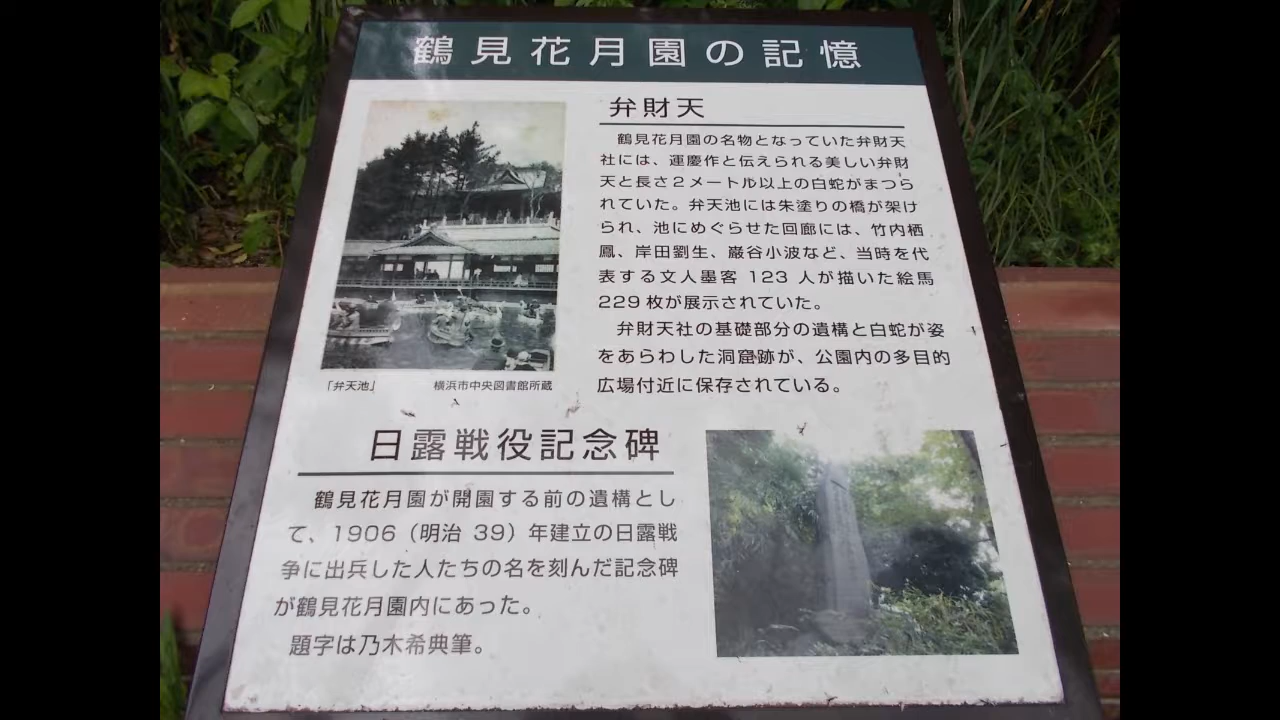 鶴見花月園の記憶
弁財天
鶴見花月園の名物となっていた弁財天
社には、運慶作と伝えられる美しい弁財
天と長さ2メートル以上の白蛇がまつら
れていた。弁天池には朱塗りの橋が架け
られ、池にめぐらせた回廊には、竹内栖
鳳、岸田劉生、巌谷小波など、当時を代
表する文人墨客 123 人が描いた絵馬
229枚が展示されていた。
弁財天社の基礎部分の遺構と白蛇が姿
をあらわした洞窟跡が、公園内の多目的
広場付近に保存されている。
「弁天池」 横浜市中央図書館所蔵
日露戦役記念碑
鶴見花月園が開園する前の遺構とし
て、1906（明治 39）年建立の日露戦
争に出兵した人たちの名を刻んだ記念碑
が鶴見花月園内にあった。
題字は乃木希典筆。